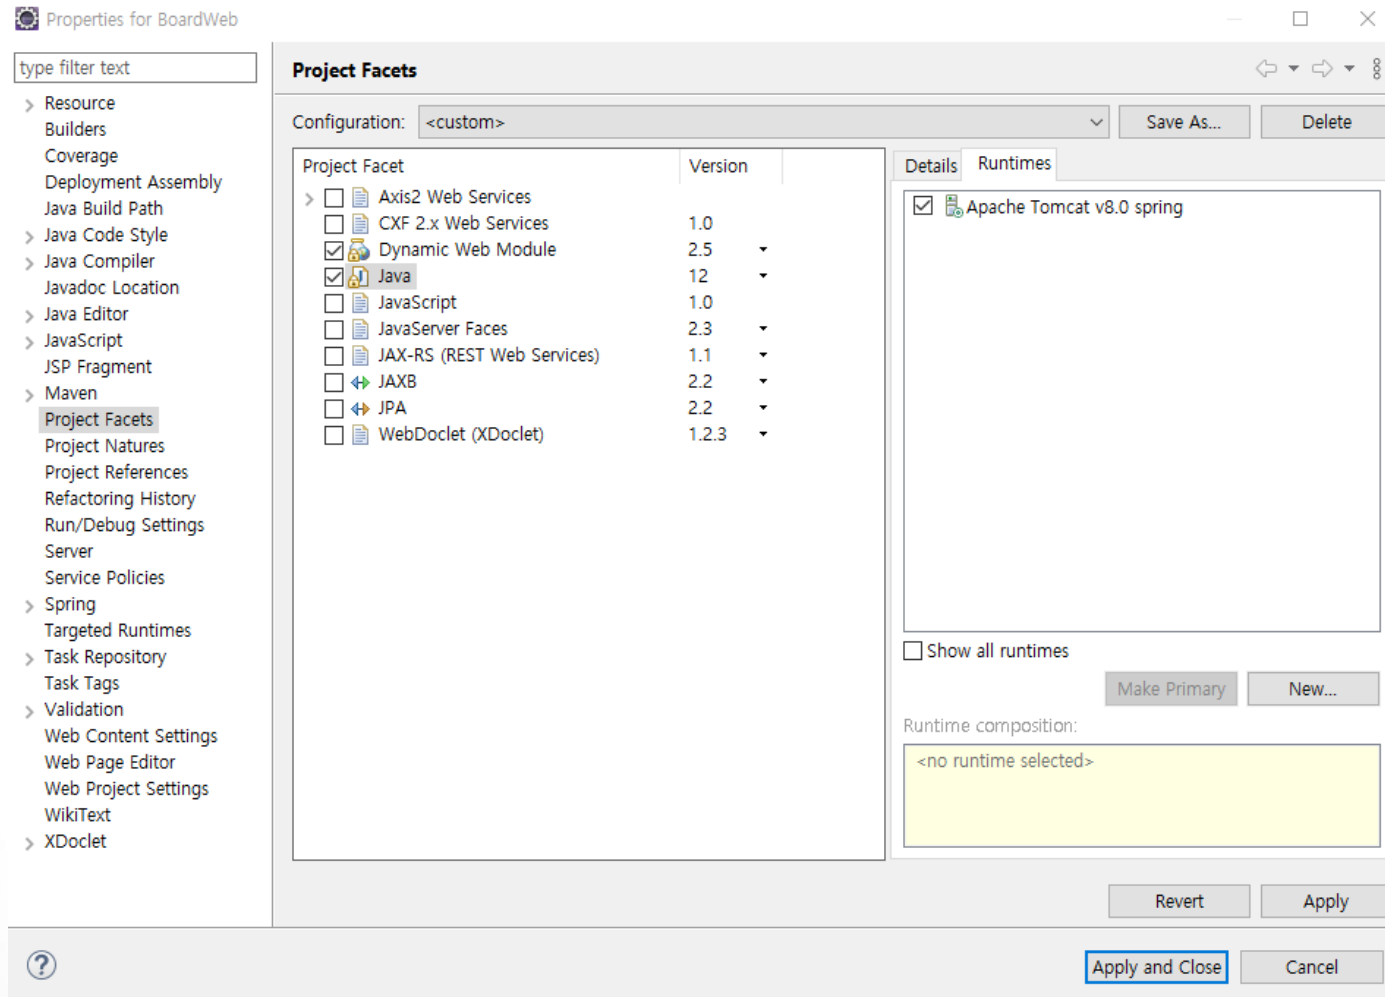 Properties for BoardWeb
type filter text
Resource
Builders
Coverage
Deployment Assembly
Java Build Path
Java Code Style
Java Compiler
Javadoc Location
Java Editor
JavaScript
JSP Fragment
Maven
Project Facets
Project Natures
Project References
Refactoring History
Run/Debug Settings
Server
Service Policies
Spring
Targeted Runtimes
Task Repository
Task Tags
Validation
Web Content Settings
Web Page Editor
Web Project Settings
WikiText
XDoclet
Project Facets
Configuration: <custom> Save As... Delete
Project Facet Version
Axis2 Web Services
CXF 2.x Web Services 1.0
Dynamic Web Module 2.5
Java 12
JavaScript 1.0
JavaServer Faces 2.3
JAX-RS (REST Web Services) 1.1
JAXB 2.2
JPA 2.2
WebDoclet (XDoclet) 1.2.3
Details Runtimes
Apache Tomcat v8.0 spring
Show all runtimes
Make Primary New...
Runtime composition:
<no runtime selected>
Revert Apply
? Apply and Close Cancel